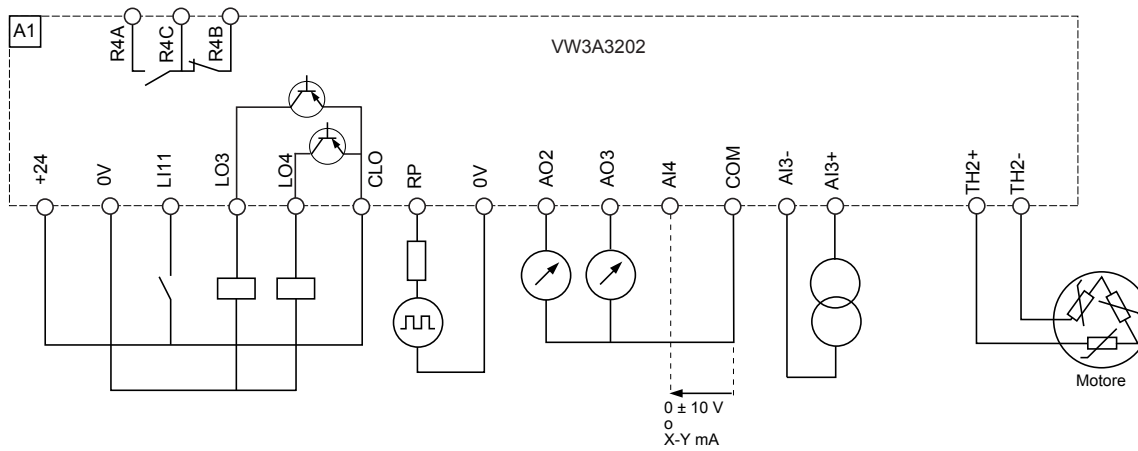 A1
R4A
R4C
R4B
VW3A3202
+24
0V
LI11
LO3
LO4
CLO
RP
0V
AO2
AO3
AI4
COM
AI3-
AI3+
TH2+
TH2-
Motore
0 ± 10 V
o
X-Y mA